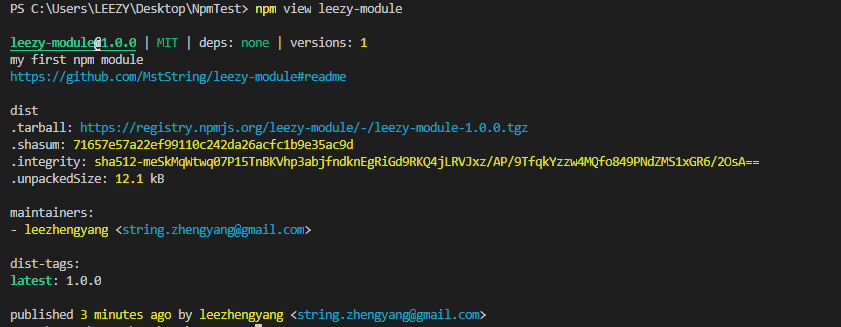 PS C:\Users\LEEZY\Desktop\NpmTest> npm view leezy-module
leezy-module@1.0.0 | MIT | deps: none | versions: 1
my first npm module
https://github.com/MstString/leezy-module#readme
dist
.tarball: https://registry.npmjs.org/leezy-module/-/leezy-module-1.0.0.tgz
.shasum: 71657e57a22ef99110c242da26acfc1b9e35ac9d
.integrity: sha512-meSkMqWtwq07P15TnBKVhp3abjfndknEgRiGd9RKQ4jLRVJxz/AP/9TfqkYzzw4MQfo849PNdZMS1xGR6/2OsA==
.unpackedSize: 12.1 kB
maintainers:
- leezhengyang <string.zhengyang@gmail.com>
dist-tags:
latest: 1.0.0
published 3 minutes ago by leezhengyang <string.zhengyang@gmail.com>